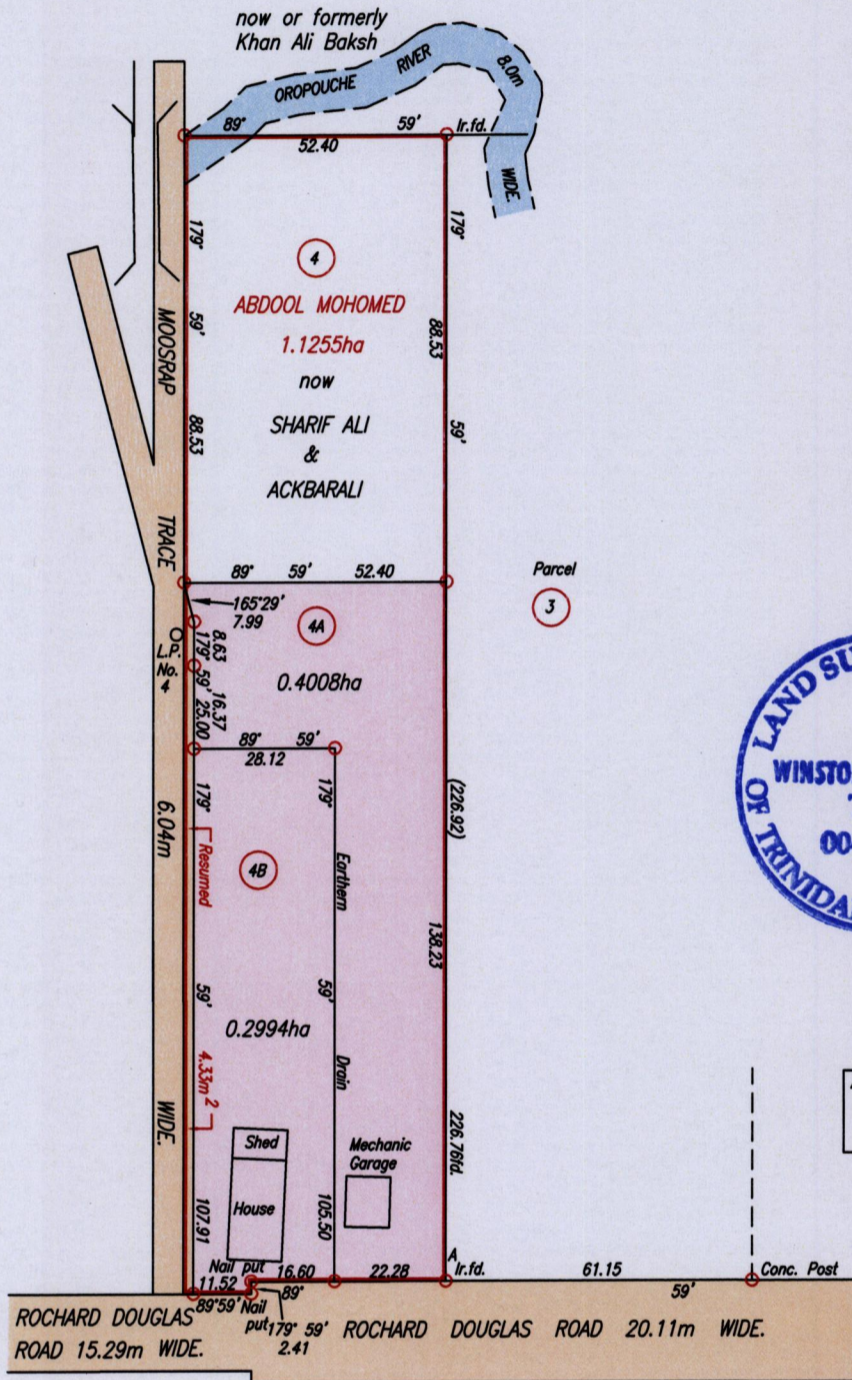 now or formerly
Khan Ali Baksh
OROPOUCHE RIVER 8.0m WIDE.
89° 59' Ir.fd.
52.40
179° 59' 88.53
179° 88.53 59'
4
ABDOOL MOHOMED
1.1255ha
now
SHARIF ALI
&
ACKBARALI
MOOSRAP TRACE 6.04m WIDE.
89° 59' 52.40
165°29'
7.99
4A
0.4008ha
Parcel
3
L.P.
No.
4
8.63
179° 59'
16.37
25.00
89° 59'
28.12
179° 59' 107.91
Resumed
4.33m²
4B
0.2994ha
179° 59' 105.50
Earthern Drain
(226.92)
138.23
226.76fd.
Shed
House
Mechanic
Garage
Nail put
11.52
16.60
22.28
A
Ir.fd.
61.15
Conc. Post
89°59'
Nail
put
89°
59'
179° 59'
2.41
ROCHARD DOUGLAS
ROAD 15.29m WIDE.
ROCHARD DOUGLAS ROAD 20.11m WIDE.
OF LAND SU
WINSTO
00
TRINIDA